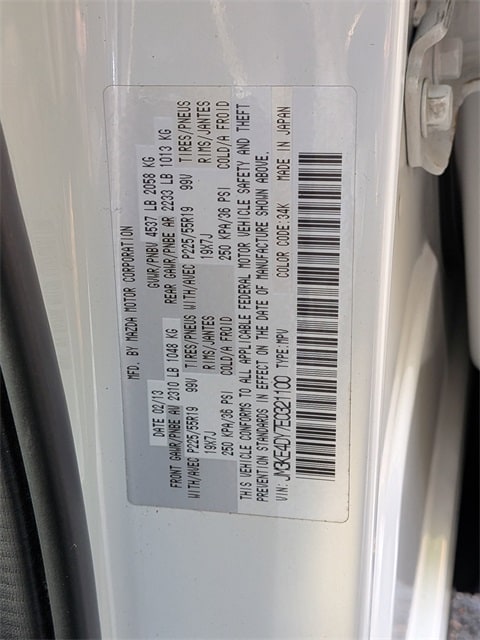 MFD. BY MAZDA MOTOR CORPORATION
DATE 02/13 GVWR/PNBV 4537 LB 2058 KG
FRONT GAWR/PNBE AV 2310 LB 1048 KG REAR GAWR/PNBE AR 2233 LB 1013 KG
WITH/AVEC P225/55R19 99V TIRES/PNEUS WITH/AVEC P225/55R19 99V TIRES/PNEUS
19X7J RIMS/JANTES 19X7J RIMS/JANTES
250 KPA/36 PSI COLD/A FROID 250 KPA/36 PSI COLD/A FROID
THIS VEHICLE CONFORMS TO ALL APPLICABLE FEDERAL MOTOR VEHICLE SAFETY AND THEFT
PREVENTION STANDARDS IN EFFECT ON THE DATE OF MANUFACTURE SHOWN ABOVE.
VIN: JM3KE4DY7E0321100 TYPE: MPV COLOR CODE: 34K MADE IN JAPAN